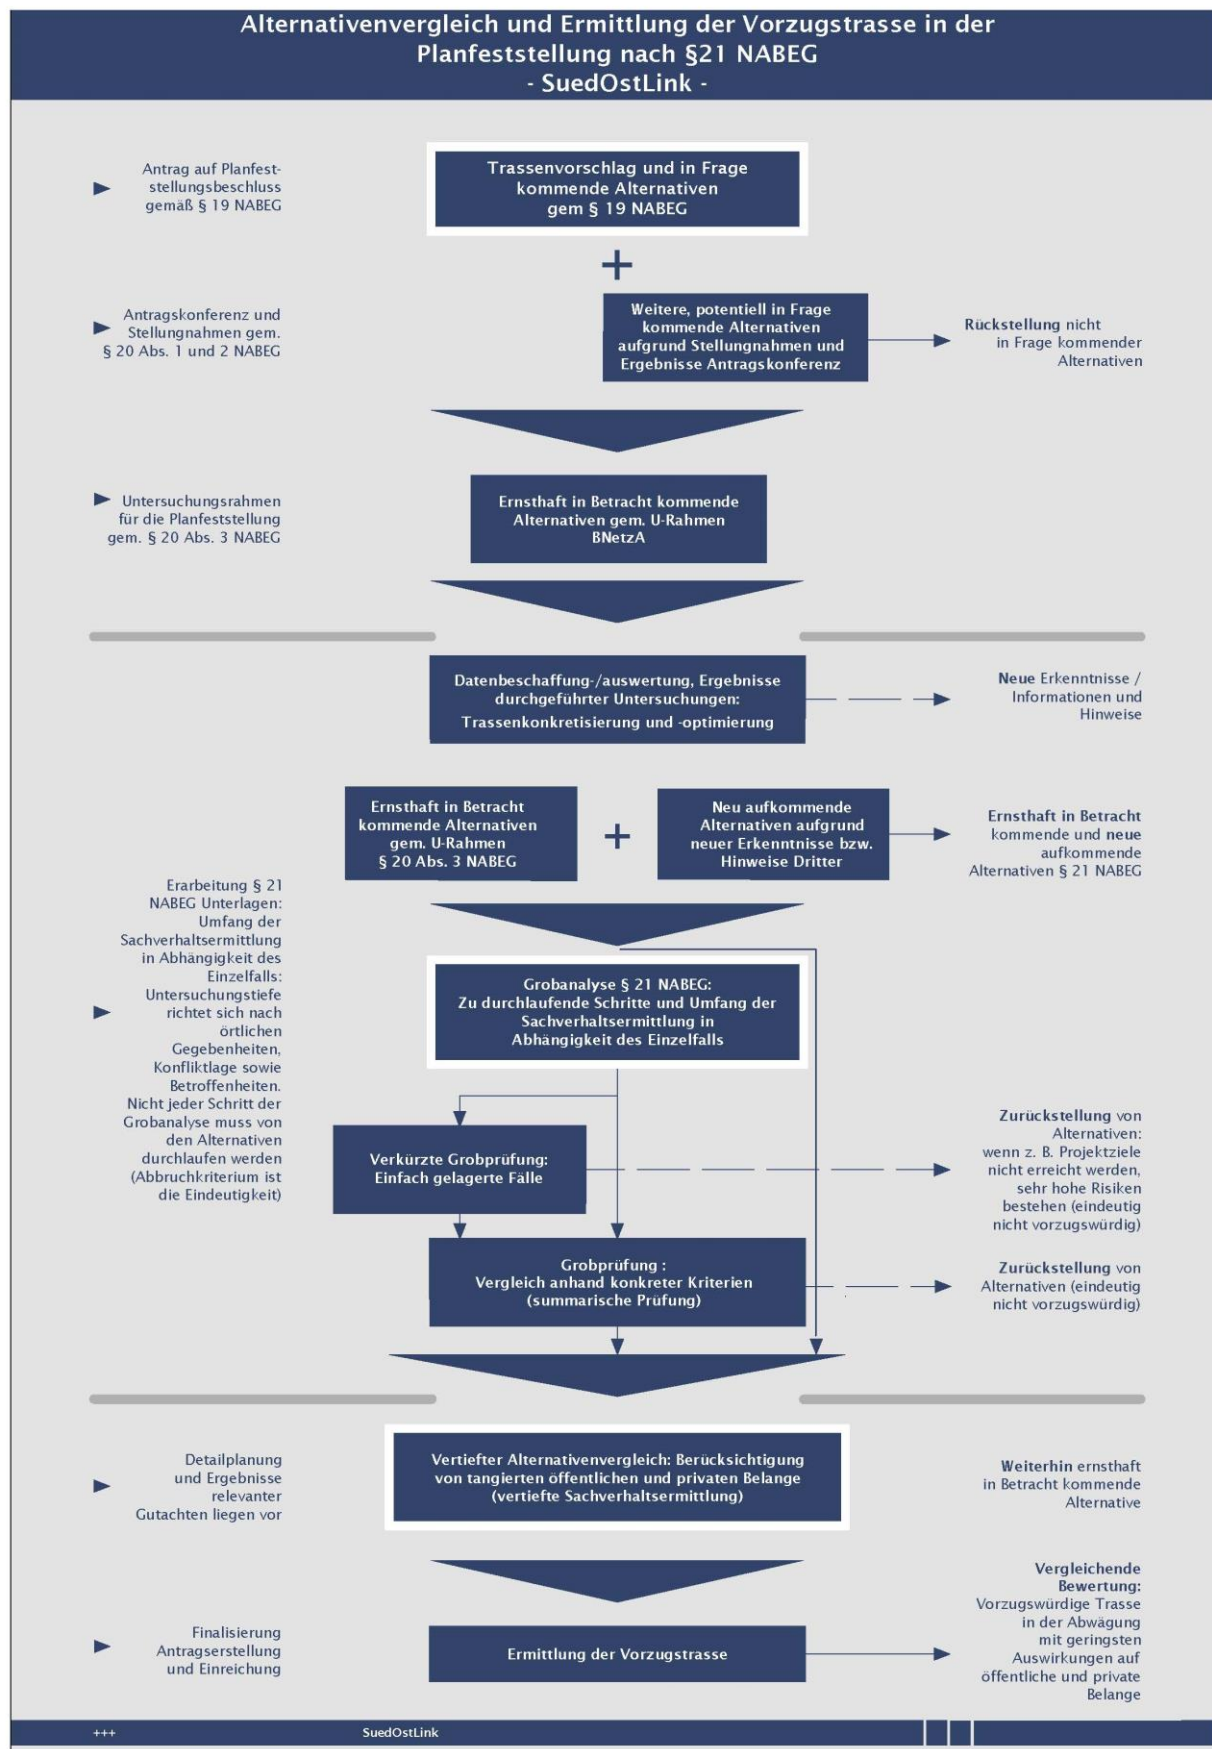 Alternativenvergleich und Ermittlung der Vorzugstrasse in der
Planfeststellung nach §21 NABEG
- SuedOstLink -
Antrag auf Planfest-
stellungsbeschluss
gemäß § 19 NABEG
Trassenvorschlag und in Frage
kommende Alternativen
gem § 19 NABEG
+
Antragskonferenz und
Stellungnahmen gem.
§ 20 Abs. 1 und 2 NABEG
Weitere, potentiell in Frage
kommende Alternativen
aufgrund Stellungnahmen und
Ergebnisse Antragskonferenz
Rückstellung nicht
in Frage kommender
Alternativen
Untersuchungsrahmen
für die Planfeststellung
gem. § 20 Abs. 3 NABEG
Ernsthaft in Betracht kommende
Alternativen gem. U-Rahmen
BNetzA
Datenbeschaffung-/auswertung, Ergebnisse
durchgeführter Untersuchungen:
Trassenkonkretisierung und -optimierung
Neue Erkenntnisse /
Informationen und
Hinweise
Ernsthaft in Betracht
kommende Alternativen
gem. U-Rahmen
§ 20 Abs. 3 NABEG
+
Neu aufkommende
Alternativen aufgrund
neuer Erkenntnisse bzw.
Hinweise Dritter
Ernsthaft in Betracht
kommende und neue
aufkommende
Alternativen § 21 NABEG
Erarbeitung § 21
NABEG Unterlagen:
Umfang der
Sachverhaltsermittlung
in Abhängigkeit des
Einzelfalls:
Untersuchungstiefe
richtet sich nach
örtlichen
Gegebenheiten,
Konfliktlage sowie
Betroffenheiten.
Nicht jeder Schritt der
Grobanalyse muss von
den Alternativen
durchlaufen werden
(Abbruchkriterium ist
die Eindeutigkeit)
Grobanalyse § 21 NABEG:
Zu durchlaufende Schritte und Umfang der
Sachverhaltsermittlung in
Abhängigkeit des Einzelfalls
Verkürzte Grobprüfung:
Einfach gelagerte Fälle
Zurückstellung von
Alternativen:
wenn z. B. Projektziele
nicht erreicht werden,
sehr hohe Risiken
bestehen (eindeutig
nicht vorzugswürdig)
Grobprüfung :
Vergleich anhand konkreter Kriterien
(summarische Prüfung)
Zurückstellung von
Alternativen (eindeutig
nicht vorzugswürdig)
Detailplanung
und Ergebnisse
relevanter
Gutachten liegen vor
Vertiefter Alternativenvergleich: Berücksichtigung
von tangierten öffentlichen und privaten Belange
(vertiefte Sachverhaltsermittlung)
Weiterhin ernsthaft
in Betracht kommende
Alternative
Finalisierung
Antragserstellung
und Einreichung
Ermittlung der Vorzugstrasse
Vergleichende
Bewertung:
Vorzugswürdige Trasse
in der Abwägung
mit geringsten
Auswirkungen auf
öffentliche und private
Belange
+++ SuedOstLink